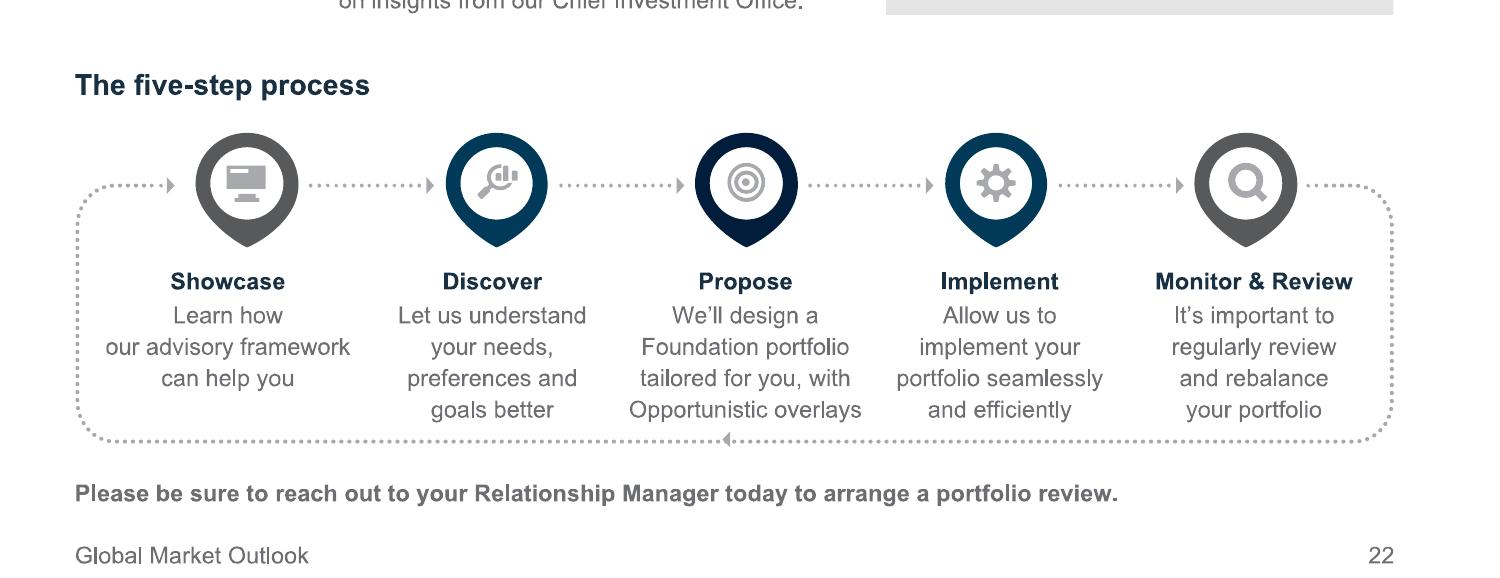 on insights from our Chief Investment Office.
The five-step process
Showcase
Learn how
our advisory framework
can help you
Discover
Let us understand
your needs,
preferences and
goals better
Propose
We'll design a
Foundation portfolio
tailored for you, with
Opportunistic overlays
Implement
Allow us to
implement your
portfolio seamlessly
and efficiently
Monitor & Review
It's important to
regularly review
and rebalance
your portfolio
Please be sure to reach out to your Relationship Manager today to arrange a portfolio review.
Global Market Outlook
22